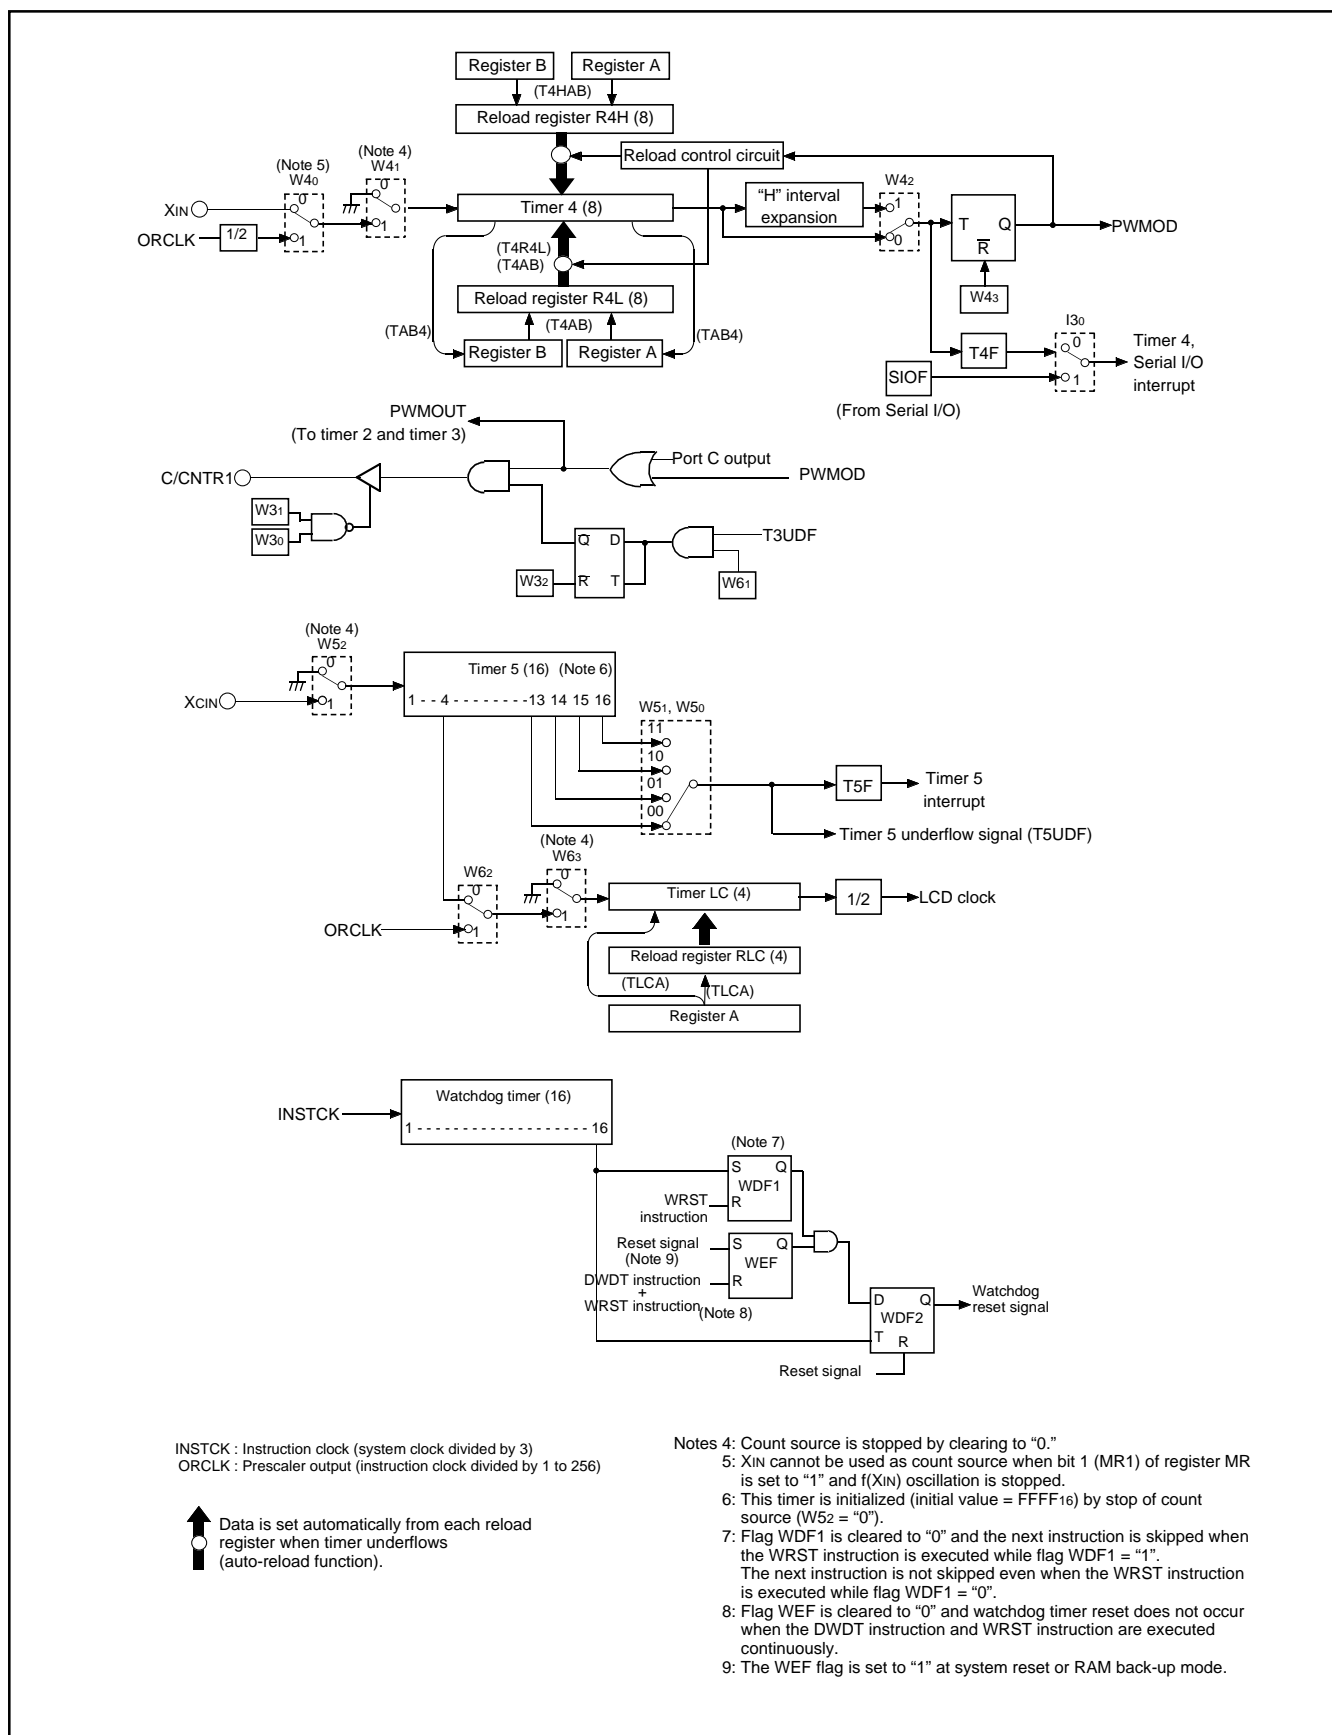 Register B
Register A
(T4HAB)
Reload register R4H (8)
Reload control circuit
(Note 5)
W40
(Note 4)
W41
0
1
0
1
XIN
ORCLK
1/2
Timer 4 (8)
“H” interval
expansion
W42
1
0
T
Q
R
PWMOD
W43
(T4R4L)
(T4AB)
Reload register R4L (8)
(TAB4)
(T4AB)
(TAB4)
Register B
Register A
T4F
SIOF
(From Serial I/O)
I30
0
1
Timer 4,
Serial I/O
interrupt
PWMOUT
(To timer 2 and timer 3)
C/CNTR1
Port C output
PWMOD
W31
W30
Q
D
R
T
W32
T3UDF
W61
(Note 4)
W52
0
1
XCIN
Timer 5 (16) (Note 6)
1 - - 4 - - - - - - - - 13 14 15 16
W51, W50
11
10
01
00
T5F
Timer 5
interrupt
Timer 5 underflow signal (T5UDF)
W62
0
1
(Note 4)
W63
0
1
ORCLK
Timer LC (4)
1/2
LCD clock
Reload register RLC (4)
(TLCA)
(TLCA)
Register A
INSTCK
Watchdog timer (16)
1 - - - - - - - - - - - - - - - - - - - 16
(Note 7)
S
Q
WDF1
R
WRST
instruction
Reset signal
(Note 9)
S
Q
WEF
R
DWDT instruction
+
WRST instruction
(Note 8)
D
Q
WDF2
T
R
Watchdog
reset signal
Reset signal
INSTCK : Instruction clock (system clock divided by 3)
ORCLK : Prescaler output (instruction clock divided by 1 to 256)
Data is set automatically from each reload
register when timer underflows
(auto-reload function).
Notes 4: Count source is stopped by clearing to “0.”
5: XIN cannot be used as count source when bit 1 (MR1) of register MR
is set to “1” and f(XIN) oscillation is stopped.
6: This timer is initialized (initial value = FFFF16) by stop of count
source (W52 = “0”).
7: Flag WDF1 is cleared to “0” and the next instruction is skipped when
the WRST instruction is executed while flag WDF1 = “1”.
The next instruction is not skipped even when the WRST instruction
is executed while flag WDF1 = “0”.
8: Flag WEF is cleared to “0” and watchdog timer reset does not occur
when the DWDT instruction and WRST instruction are executed
continuously.
9: The WEF flag is set to “1” at system reset or RAM back-up mode.